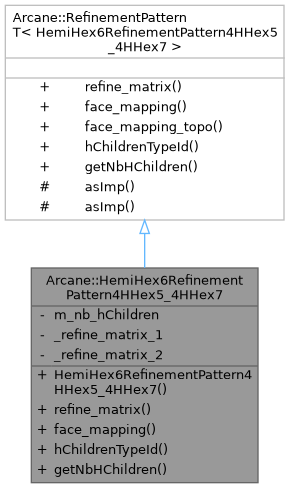 Arcane::RefinementPattern
T< HemiHex6RefinementPattern4HHex5
_4HHex7 >
+ refine_matrix()
+ face_mapping()
+ face_mapping_topo()
+ hChildrenTypeId()
+ getNbHChildren()
# asImp()
# asImp()
Arcane::HemiHex6Refinement
Pattern4HHex5_4HHex7
- m_nb_hChildren
- _refine_matrix_1
- _refine_matrix_2
+ HemiHex6RefinementPattern4
HHex5_4HHex7()
+ refine_matrix()
+ face_mapping()
+ hChildrenTypeId()
+ getNbHChildren()